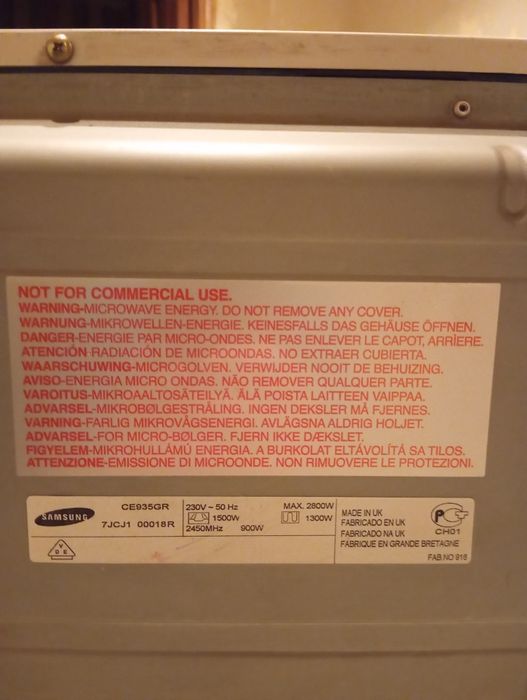 NOT FOR COMMERCIAL USE.
WARNING-MICROWAVE ENERGY. DO NOT REMOVE ANY COVER.
WARNUNG-MIKROWELLEN-ENERGIE. KEINESFALLS DAS GEHÄUSE ÖFFNEN.
DANGER-ENERGIE PAR MICRO-ONDES. NE PAS ENLEVER LE CAPOT, ARRÌERE.
ATENCIÓN-RADIACIÓN DE MICROONDAS. NO EXTRAER CUBIERTA.
WAARSCHUWING-MICROGOLVEN. VERWIJDER NOOIT DE BEHUIZING.
AVISO-ENERGIA MICRO ONDAS. NÃO REMOVER QUALQUER PARTE.
VAROITUS-MIKROAALTOSÄTEILYÄ. ÄLÄ POISTA LAITTEEN VAIPPAA.
ADVARSEL-MIKROBØLGESTRÅLING. INGEN DEKSLER MÅ FJERNES.
VARNING-FARLIG MIKROVÅGSENERGI. AVLÄGSNA ALDRIG HOLJET.
ADVARSEL-FOR MICRO-BØLGER. FJERN IKKE DÆKSLET.
FIGYELEM-MIKROHULLÁMÚ ENERGIA. A BURKOLAT ELTÁVOLÍTÁ SA TILOS.
ATTENZIONE-EMISSIONE DI MICROONDE. NON RIMUOVERE LE PROTEZIONI.
SAMSUNG
CE935GR
7JCJ1 00018R
230V ~ 50 Hz MAX. 2800W
1500W 1300W
2450MHz 900W
MADE IN UK
FABRICADO EN UK
FABRICADO NA UK
FABRIQUE EN GRANDE BRETAGNE
CH01
FAB.NO 916
VDE